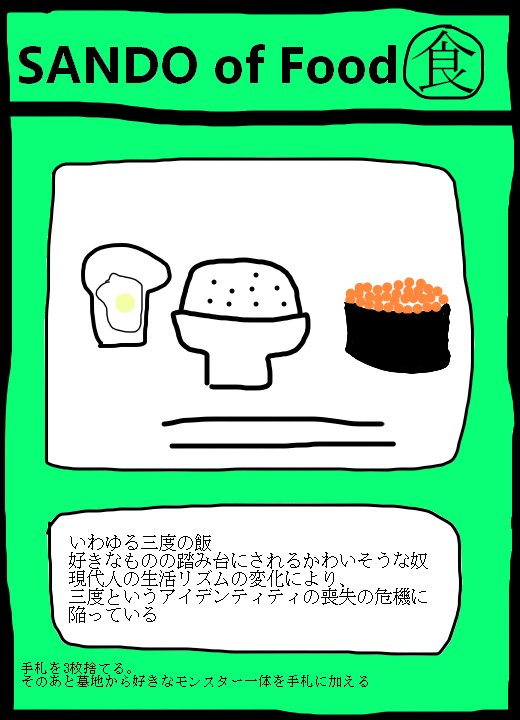 SANDO of Food 食
いわゆる三度の飯
好きなものの踏み台にされるかわいそうな奴
現代人の生活リズムの変化により、
三度というアイデンティティの喪失の危機に
陥っている
手札を3枚捨てる。
そのあと墓地から好きなモンスター一体を手札に加える